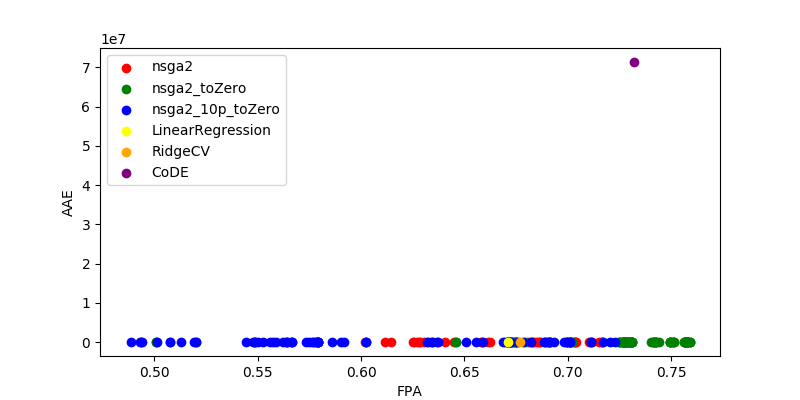 1e7
7
6
5
4
3
2
1
0
AAE
nsga2
nsga2_toZero
nsga2_10p_toZero
LinearRegression
RidgeCV
CoDE
0.50 0.55 0.60 0.65 0.70 0.75
FPA